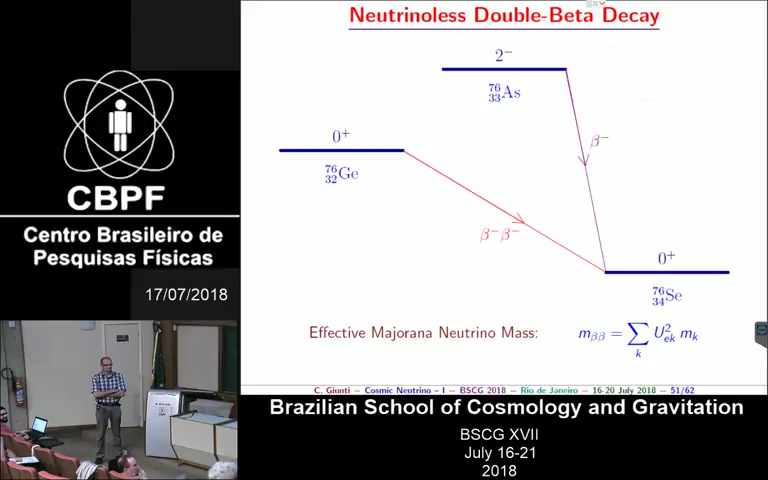 Neutrinoless Double-Beta Decay
2⁻
⁷⁶₃₃As
0⁺
⁷⁶₃₂Ge
β⁻
β⁻β⁻
0⁺
⁷⁶₃₄Se
Effective Majorana Neutrino Mass: m_ββ = ∑_k U²_ek m_k
C. Giunti − Cosmic Neutrino − I − BSCG 2018 − Rio de Janeiro − 16-20 July 2018 − 51/62
CBPF
Centro Brasileiro de
Pesquisas Físicas
17/07/2018
Brazilian School of Cosmology and Gravitation
BSCG XVII
July 16-21
2018